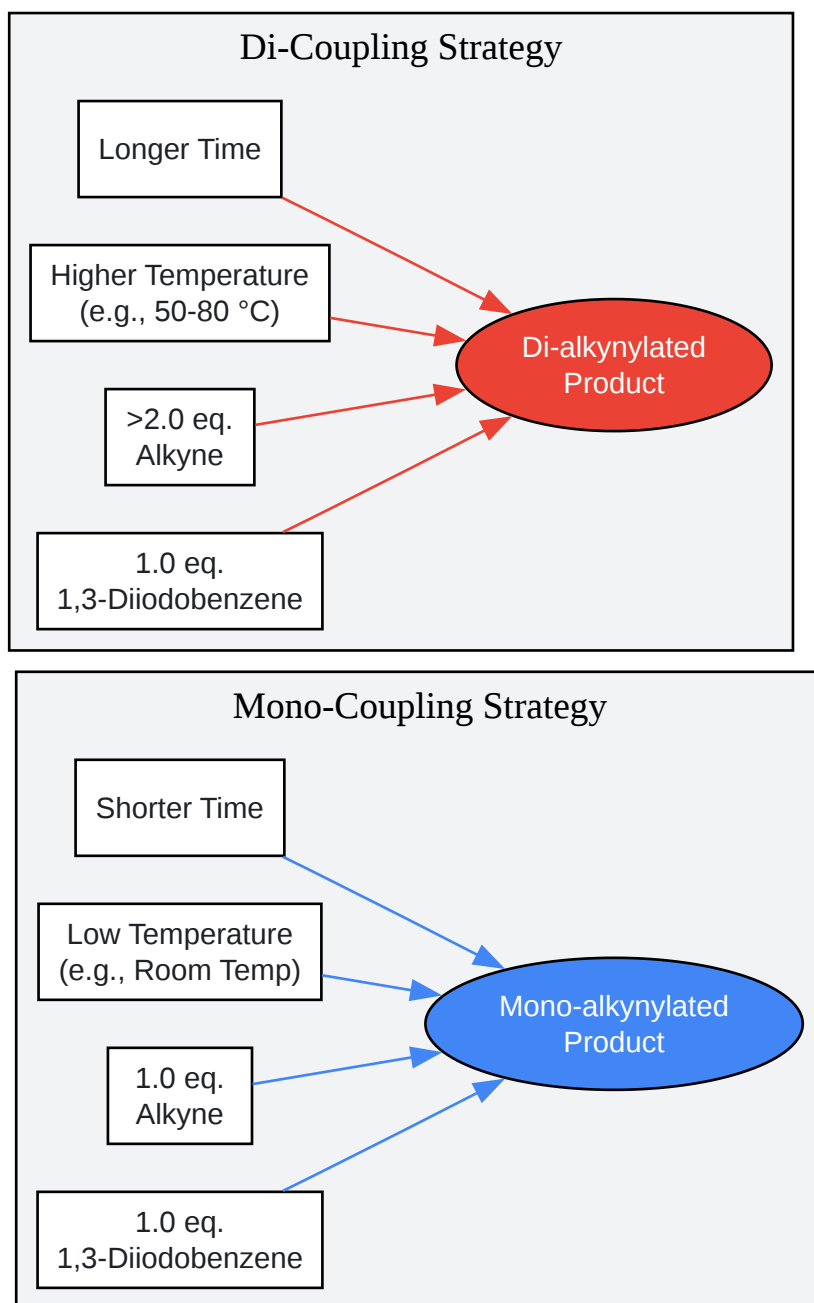 Di-Coupling Strategy
Longer Time
Higher Temperature
(e.g., 50-80 °C)
>2.0 eq.
Alkyne
1.0 eq.
1,3-Diiodobenzene
Di-alkynylated
Product
Mono-Coupling Strategy
Shorter Time
Low Temperature
(e.g., Room Temp)
1.0 eq.
Alkyne
1.0 eq.
1,3-Diiodobenzene
Mono-alkynylated
Product